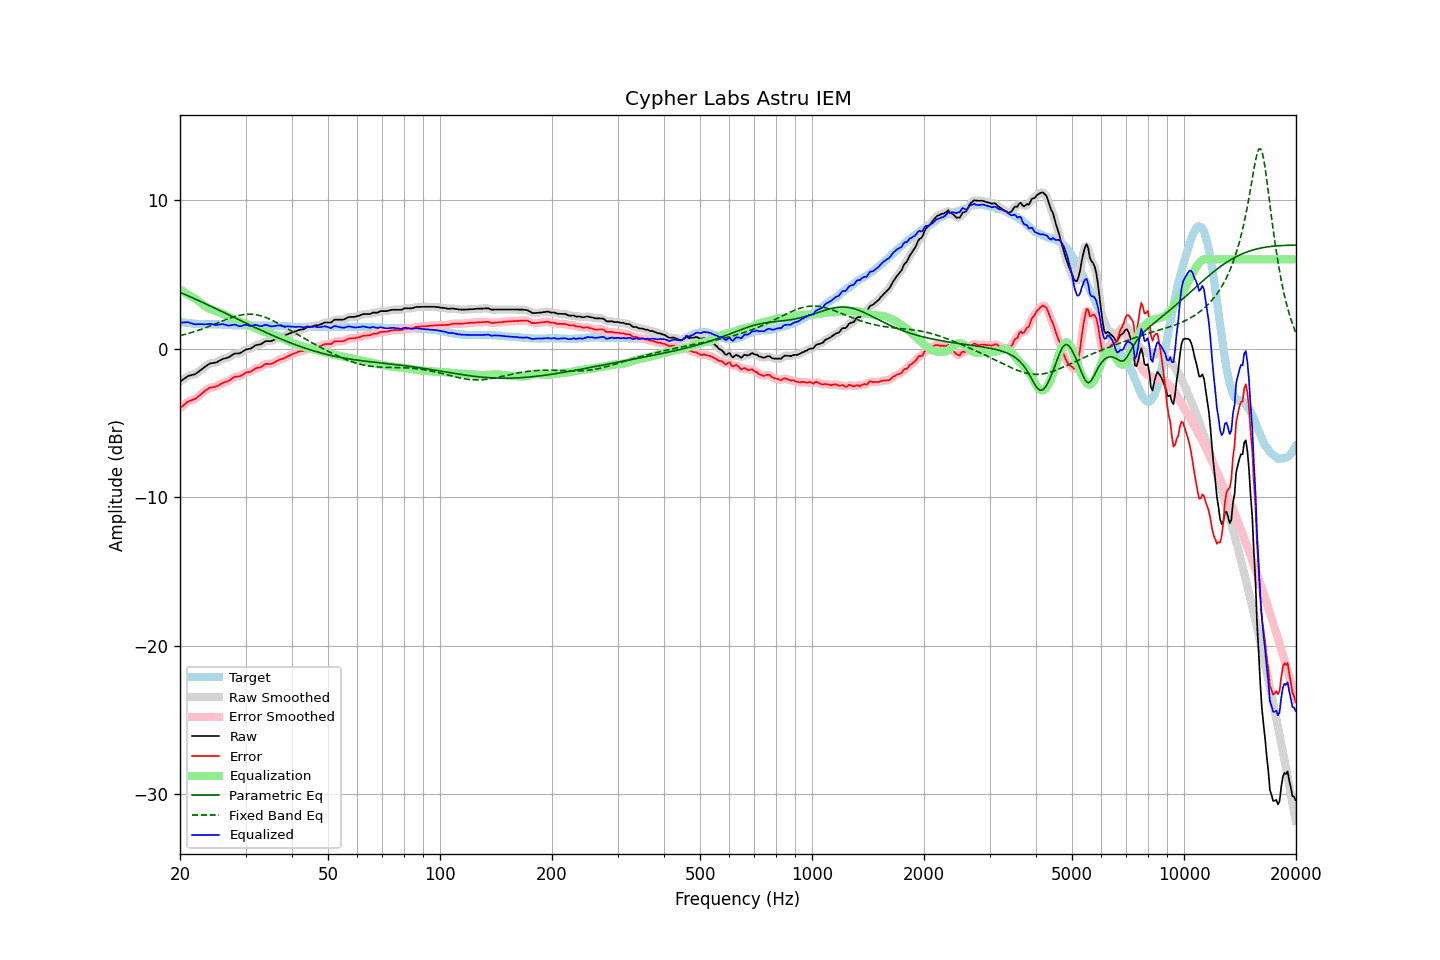 Cypher Labs Astru IEM
Amplitude (dBr)
10
0
−10
−20
−30
Target
Raw Smoothed
Error Smoothed
Raw
Error
Equalization
Parametric Eq
Fixed Band Eq
Equalized
20 50 100 200 500 1000 2000 5000 10000 20000
Frequency (Hz)